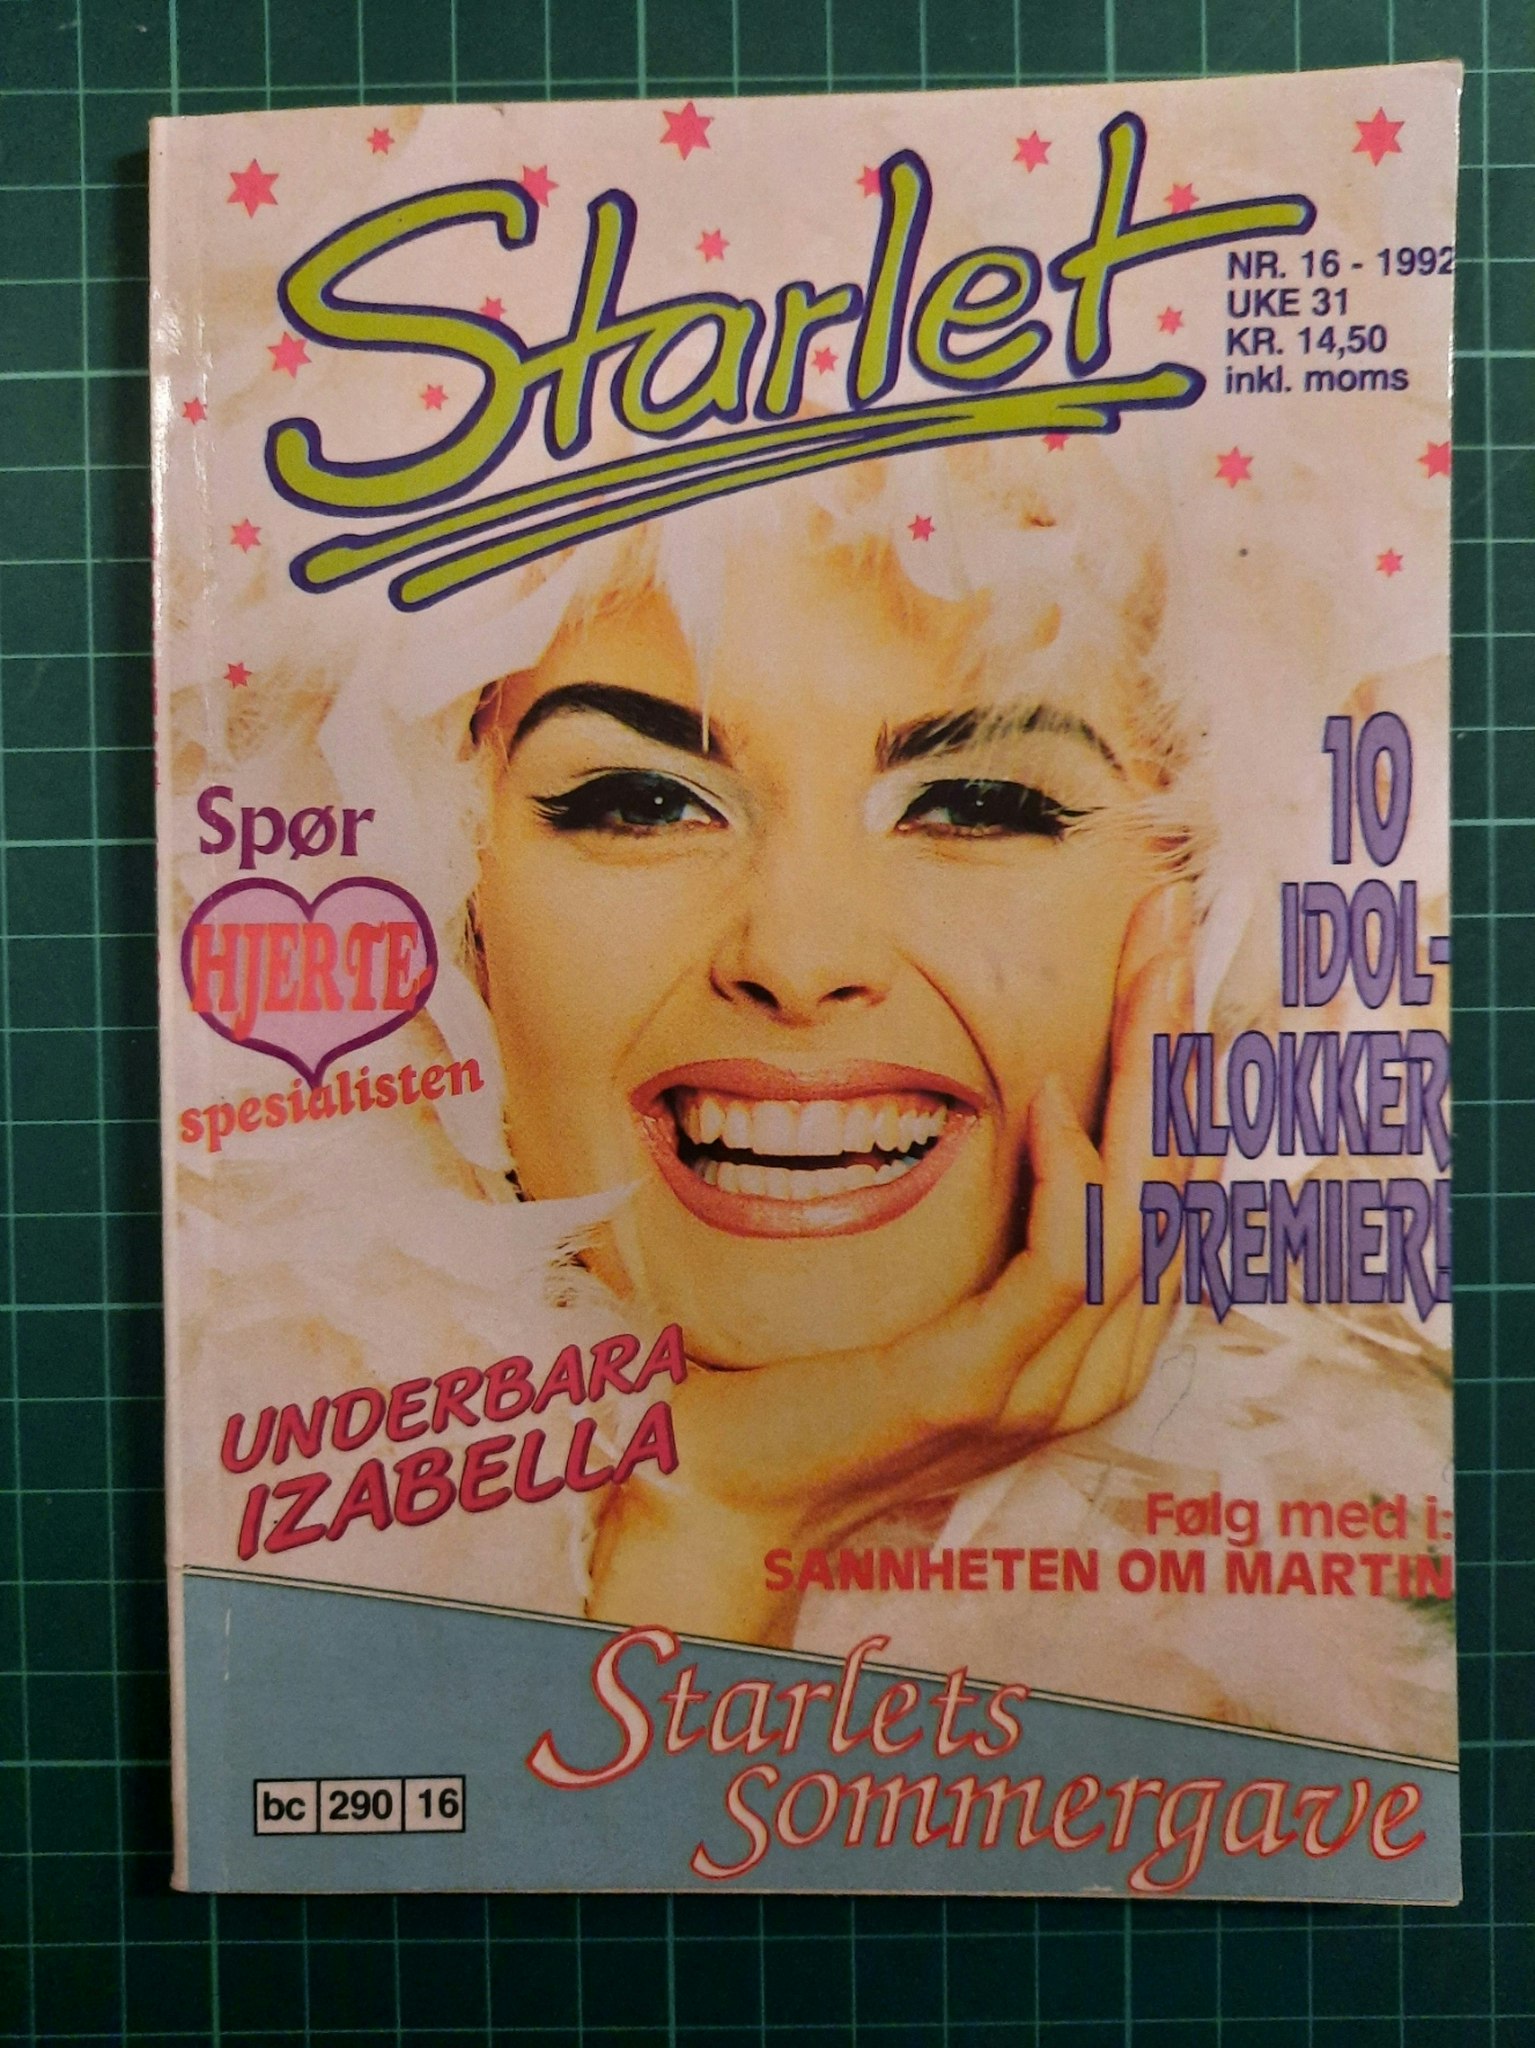 Starlet
NR. 16 - 1992
UKE 31
KR. 14,50
inkl. moms
Spør
HJERTE
spesialisten
10
IDOL-
KLOKKER
I PREMIER!
UNDERBARA
IZABELLA
Følg med i:
SANNHETEN OM MARTIN
Starlets
sommergave
bc 290 16